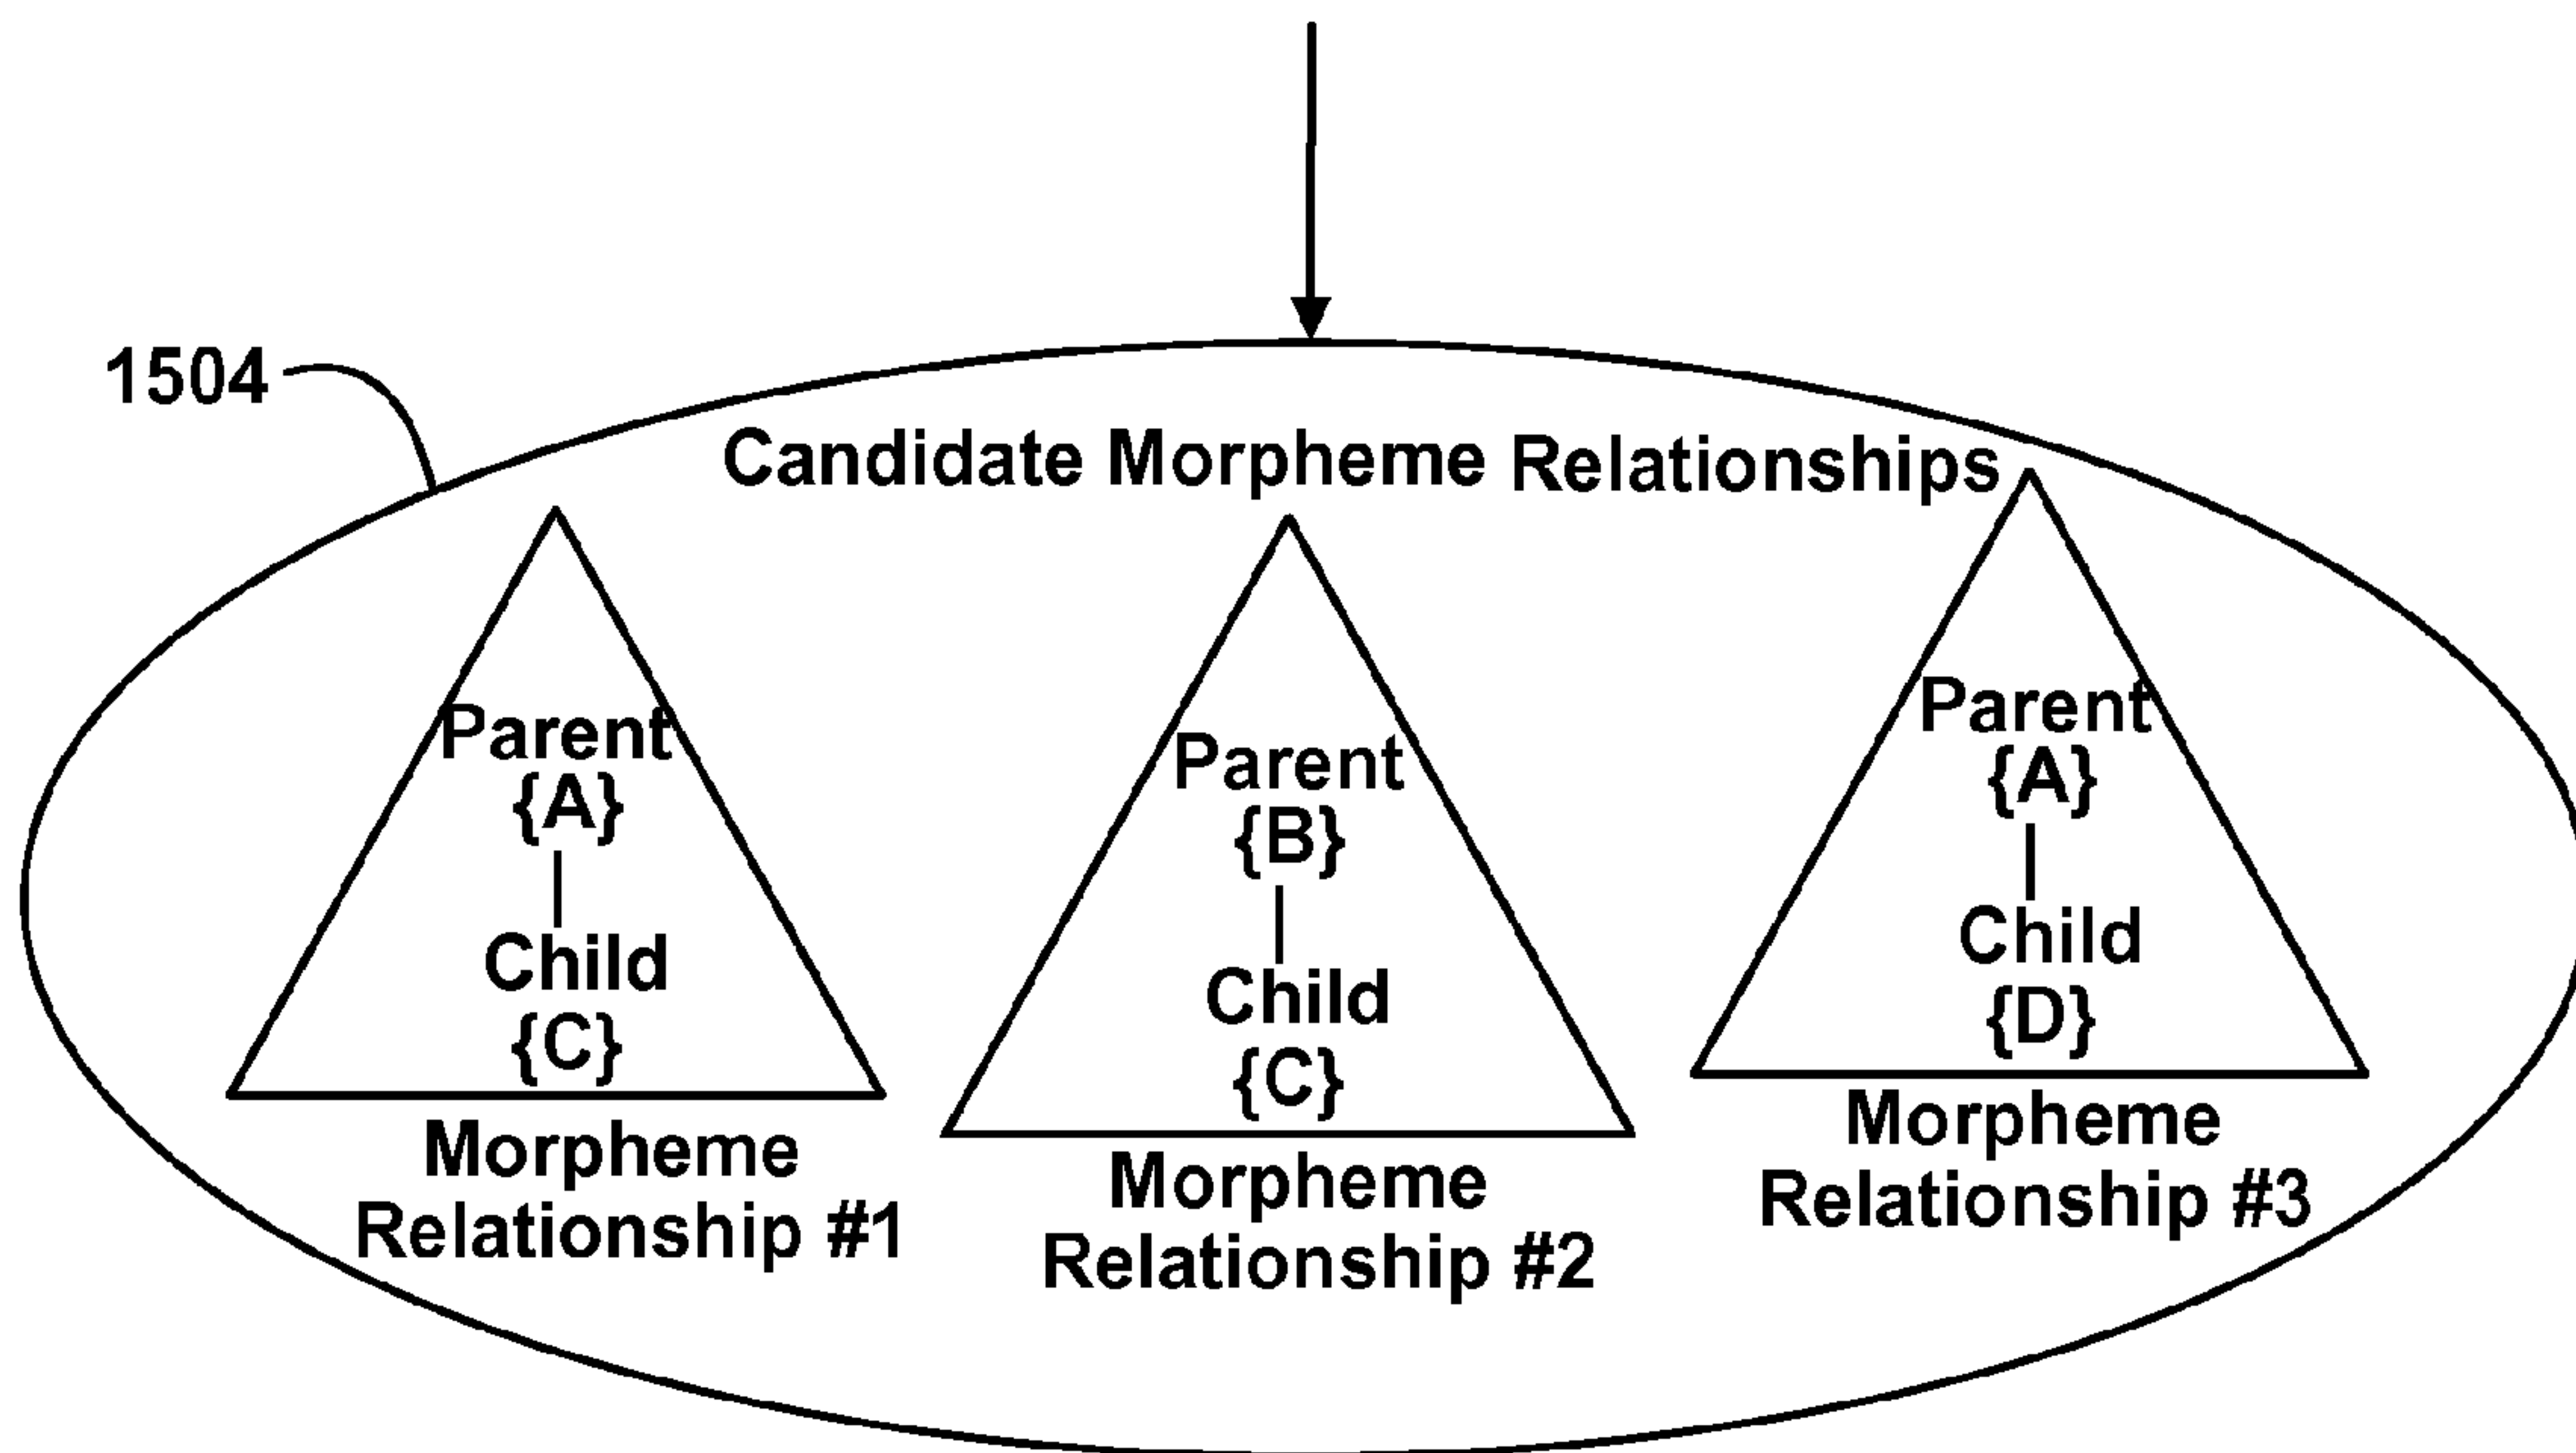 1504
Candidate Morpheme Relationships
Parent
{A}
Child
{C}
Morpheme
Relationship #1
Parent
{B}
Child
{C}
Morpheme
Relationship #2
Parent
{A}
Child
{D}
Morpheme
Relationship #3